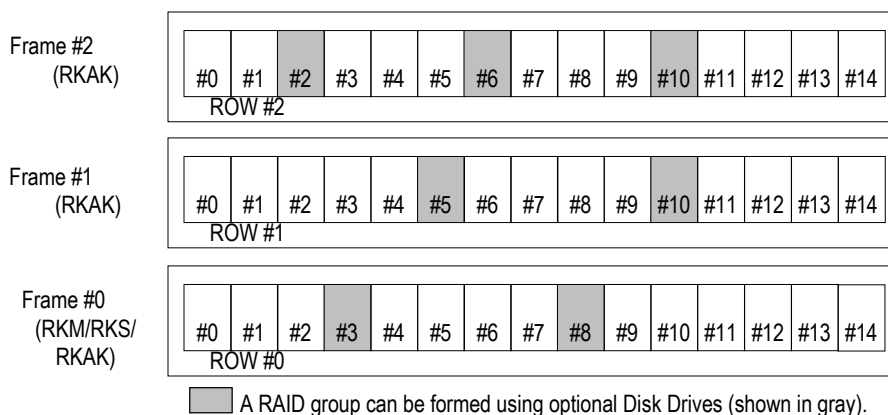 Frame #2
(RKAK)
#0 #1 #2 #3 #4 #5 #6 #7 #8 #9 #10 #11 #12 #13 #14
ROW #2
Frame #1
(RKAK)
#0 #1 #2 #3 #4 #5 #6 #7 #8 #9 #10 #11 #12 #13 #14
ROW #1
Frame #0
(RKM/RKS/
RKAK)
#0 #1 #2 #3 #4 #5 #6 #7 #8 #9 #10 #11 #12 #13 #14
ROW #0
A RAID group can be formed using optional Disk Drives (shown in gray).